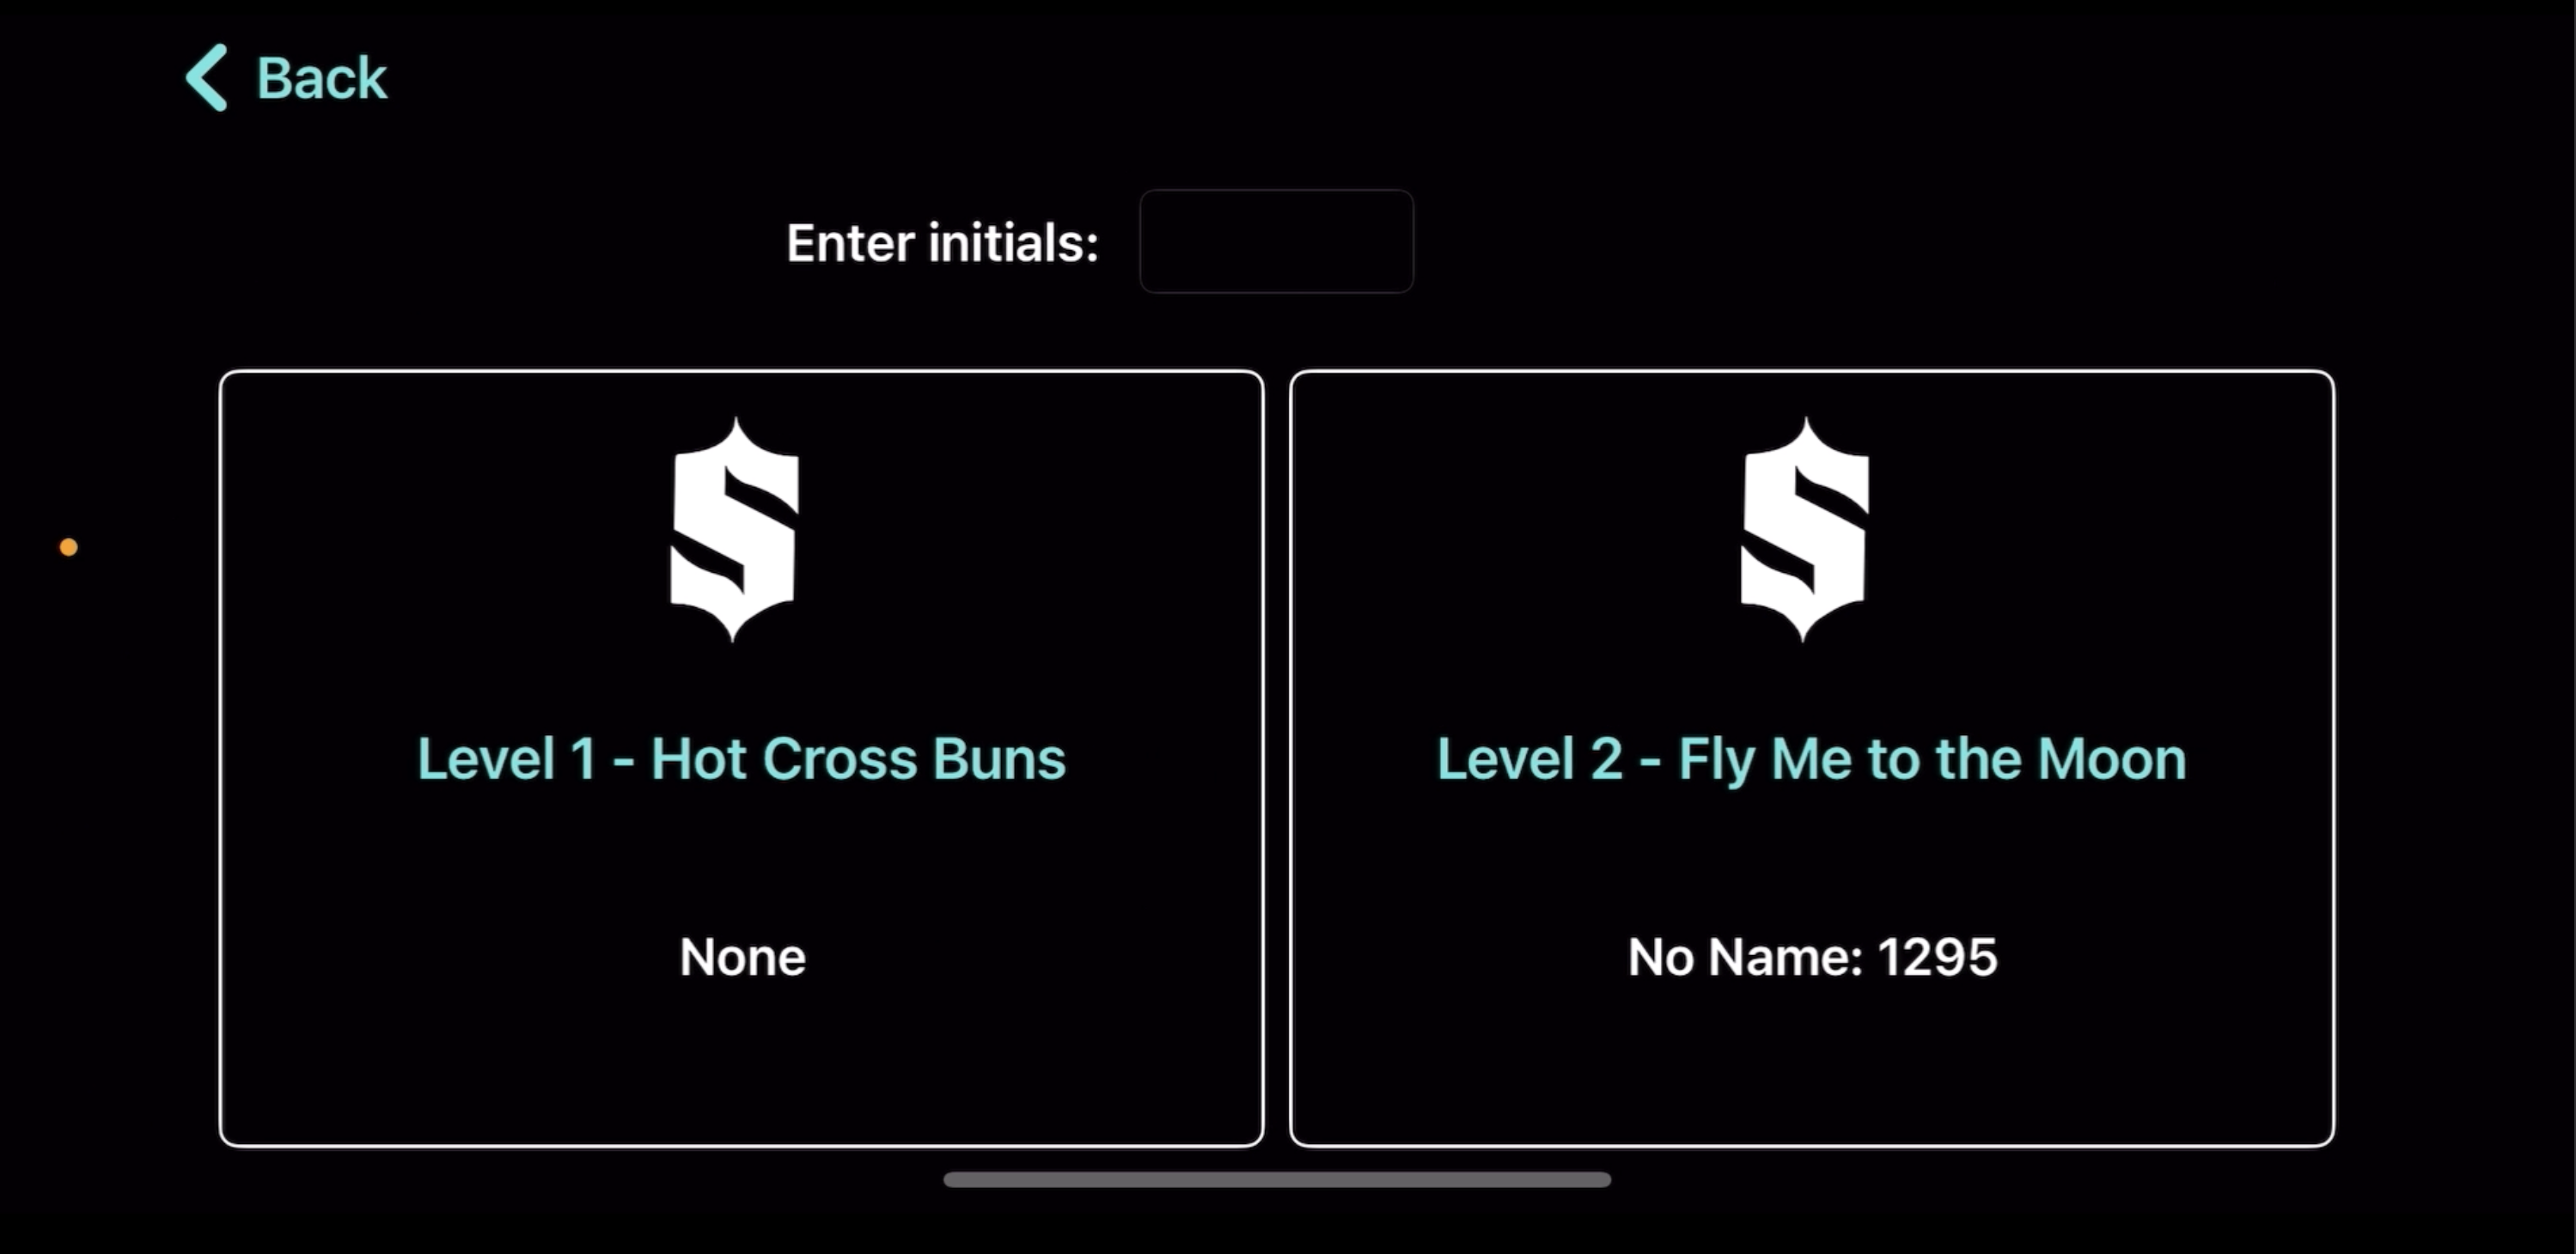 Back
Enter initials:
S
S
Level 1 - Hot Cross Buns
Level 2 - Fly Me to the Moon
None
No Name: 1295